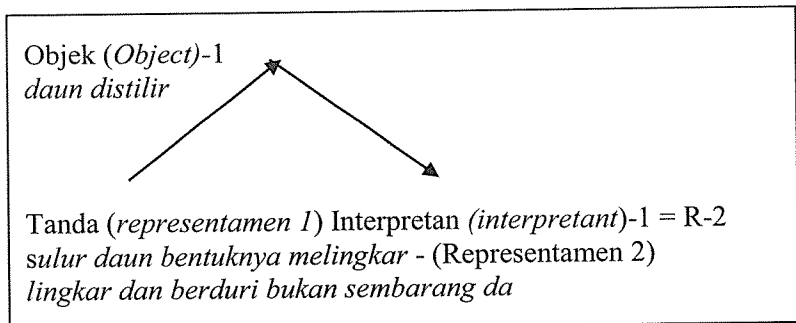 Objek (Object)-1
daun distilir
Tanda (representamen 1) Interpretan (interpretant)-1 = R-2
sulur daun bentuknya melingkar - (Representamen 2)
lingkar dan berduri bukan sembarang da